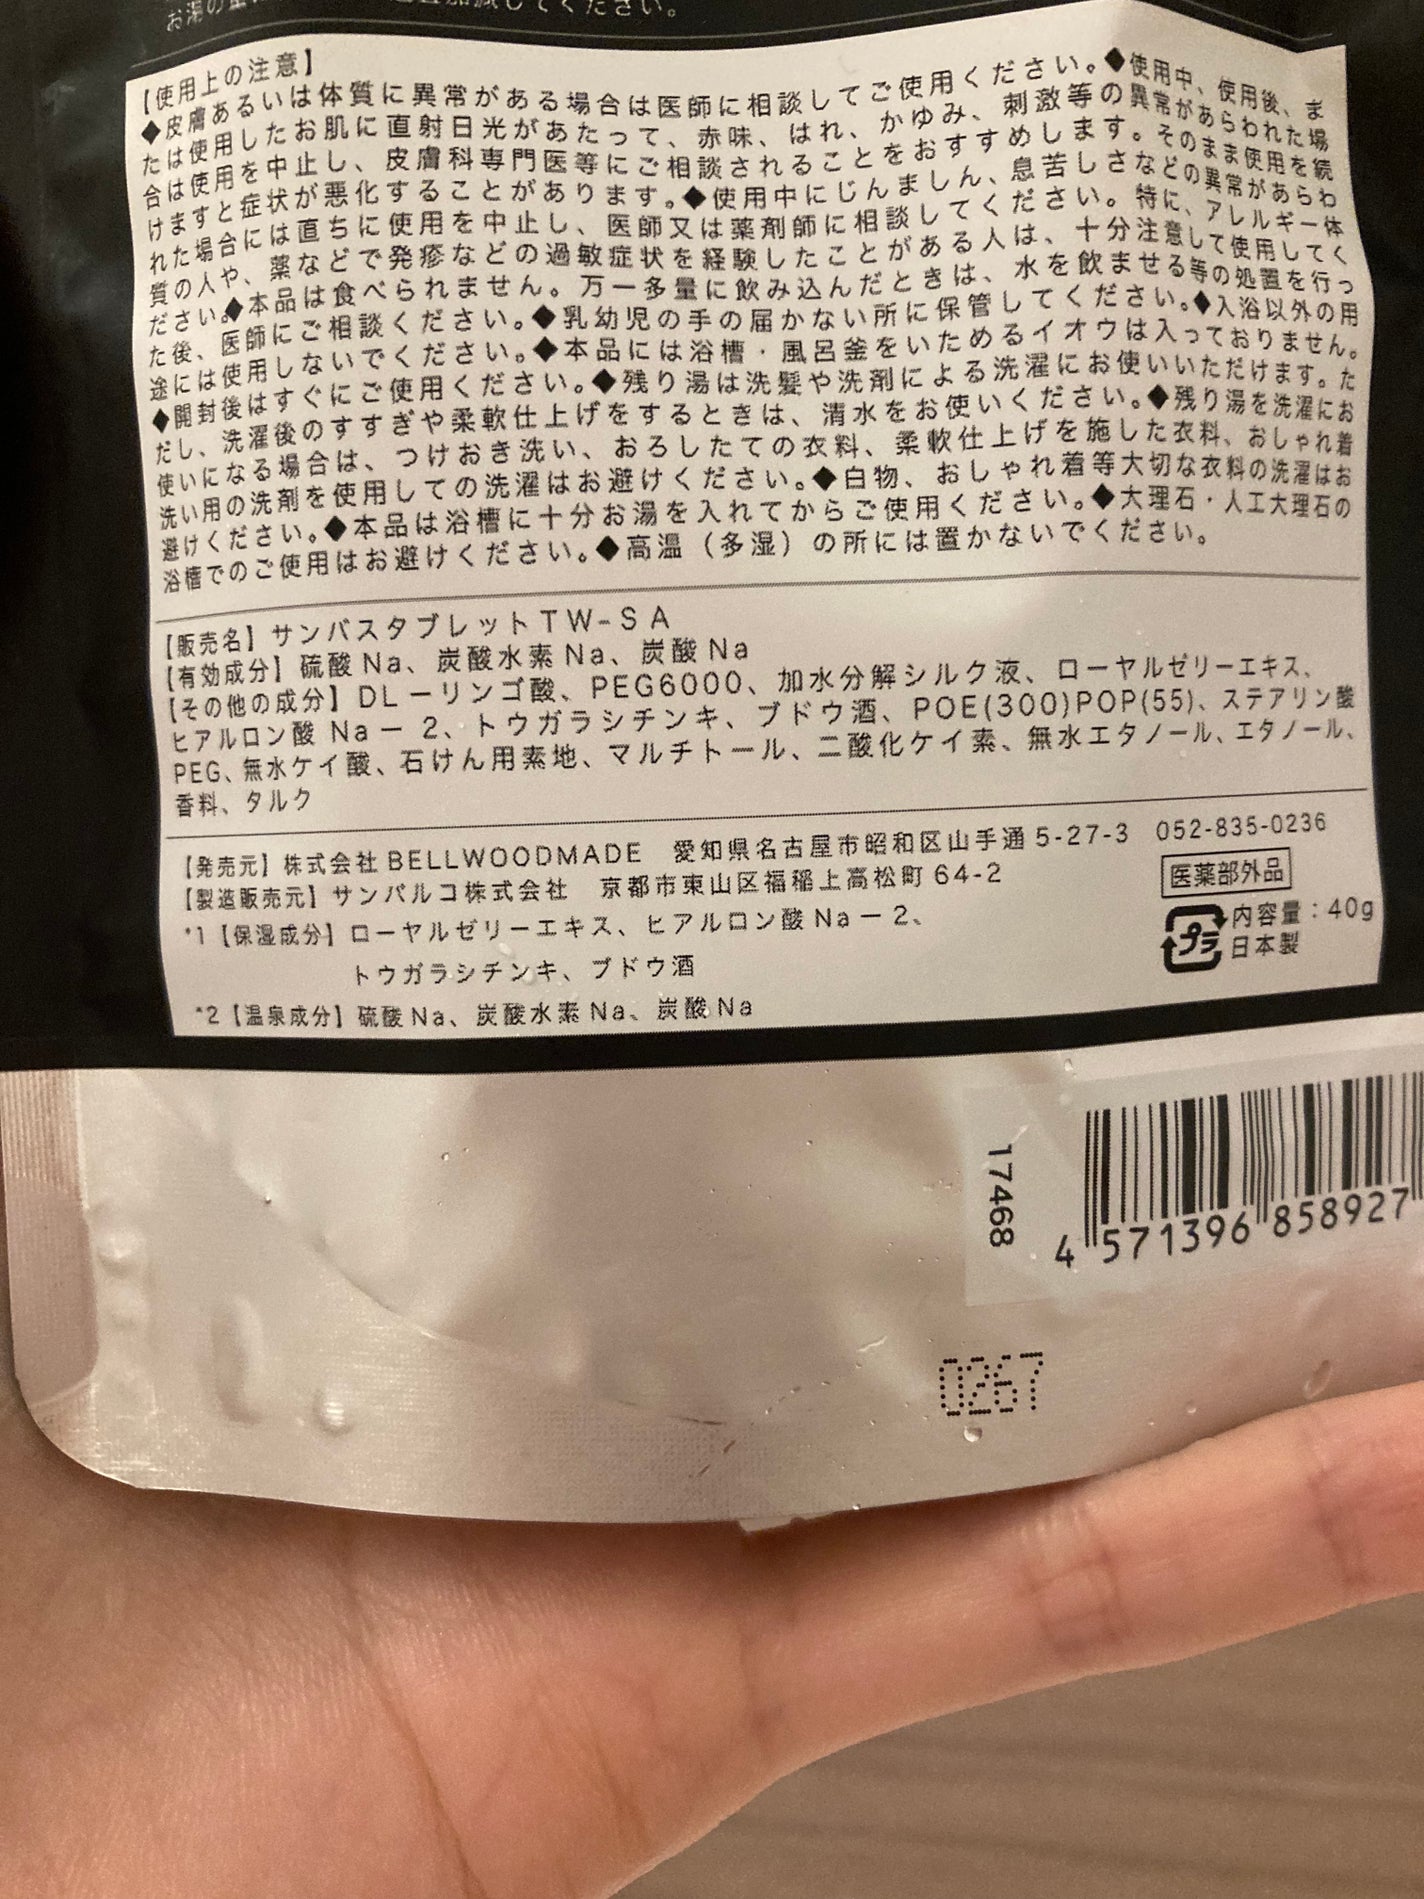 【使用上の注意】
◆皮膚あるいは体質に異常がある場合は医師に相談してご使用ください。◆使用中、使用後、ま
たは使用したお肌に直射日光があたって、赤味、はれ、かゆみ、刺激等の異常があらわれた場
合は使用を中止し、皮膚科専門医等にご相談されることをおすすめします。そのまま使用を続
けますと症状が悪化することがあります。◆使用中にじんましん、息苦しさなどの異常があらわ
れた場合には直ちに使用を中止し、医師又は薬剤師に相談してください。特に、アレルギー体
質の人や、薬などで発疹などの過敏症状を経験したことがある人は、十分注意して使用してく
ださい。◆本品は食べられません。万一多量に飲み込んだときは、水を飲ませる等の処置を行っ
た後、医師にご相談ください。◆乳幼児の手の届かない所に保管してください。◆入浴以外の用
途には使用しないでください。◆本品には浴槽・風呂釜をいためるイオウは入っておりません。
◆開封後はすぐにご使用ください。◆残り湯は洗髪や洗剤による洗濯にお使いいただけます。た
だし、洗濯後のすすぎや柔軟仕上げをするときは、清水をお使いください。◆残り湯を洗濯にお
使いになる場合は、つけおき洗い、おろしたての衣料、柔軟仕上げを施した衣料、おしゃれ着
洗い用の洗剤を使用しての洗濯はお避けください。◆白物、おしゃれ着等大切な衣料の洗濯はお
避けください。◆本品は浴槽に十分お湯を入れてからご使用ください。◆大理石・人工大理石の
浴槽でのご使用はお避けください。◆高温（多湿）の所には置かないでください。
【販売名】サンバスタブレットTW-SA
【有効成分】硫酸Na、炭酸水素Na、炭酸Na
【その他の成分】DLーリンゴ酸、PEG6000、加水分解シルク液、ローヤルゼリーエキス、
ヒアルロン酸Naー2、トウガラシチンキ、ブドウ酒、POE(300)POP(55)、ステアリン酸
PEG、無水ケイ酸、石けん用素地、マルチトール、二酸化ケイ素、無水エタノール、エタノール、
香料、タルク
【発売元】株式会社BELLWOODMADE 愛知県名古屋市昭和区山手通5-27-3 052-835-0236
【製造販売元】サンパルコ株式会社 京都市東山区福稲上高松町64-2
医薬部外品
*1【保湿成分】ローヤルゼリーエキス、ヒアルロン酸Naー2、
トウガラシチンキ、ブドウ酒
プラ
内容量：40g
日本製
*2【温泉成分】硫酸Na、炭酸水素Na、炭酸Na
17468
4 571396 858927
0267